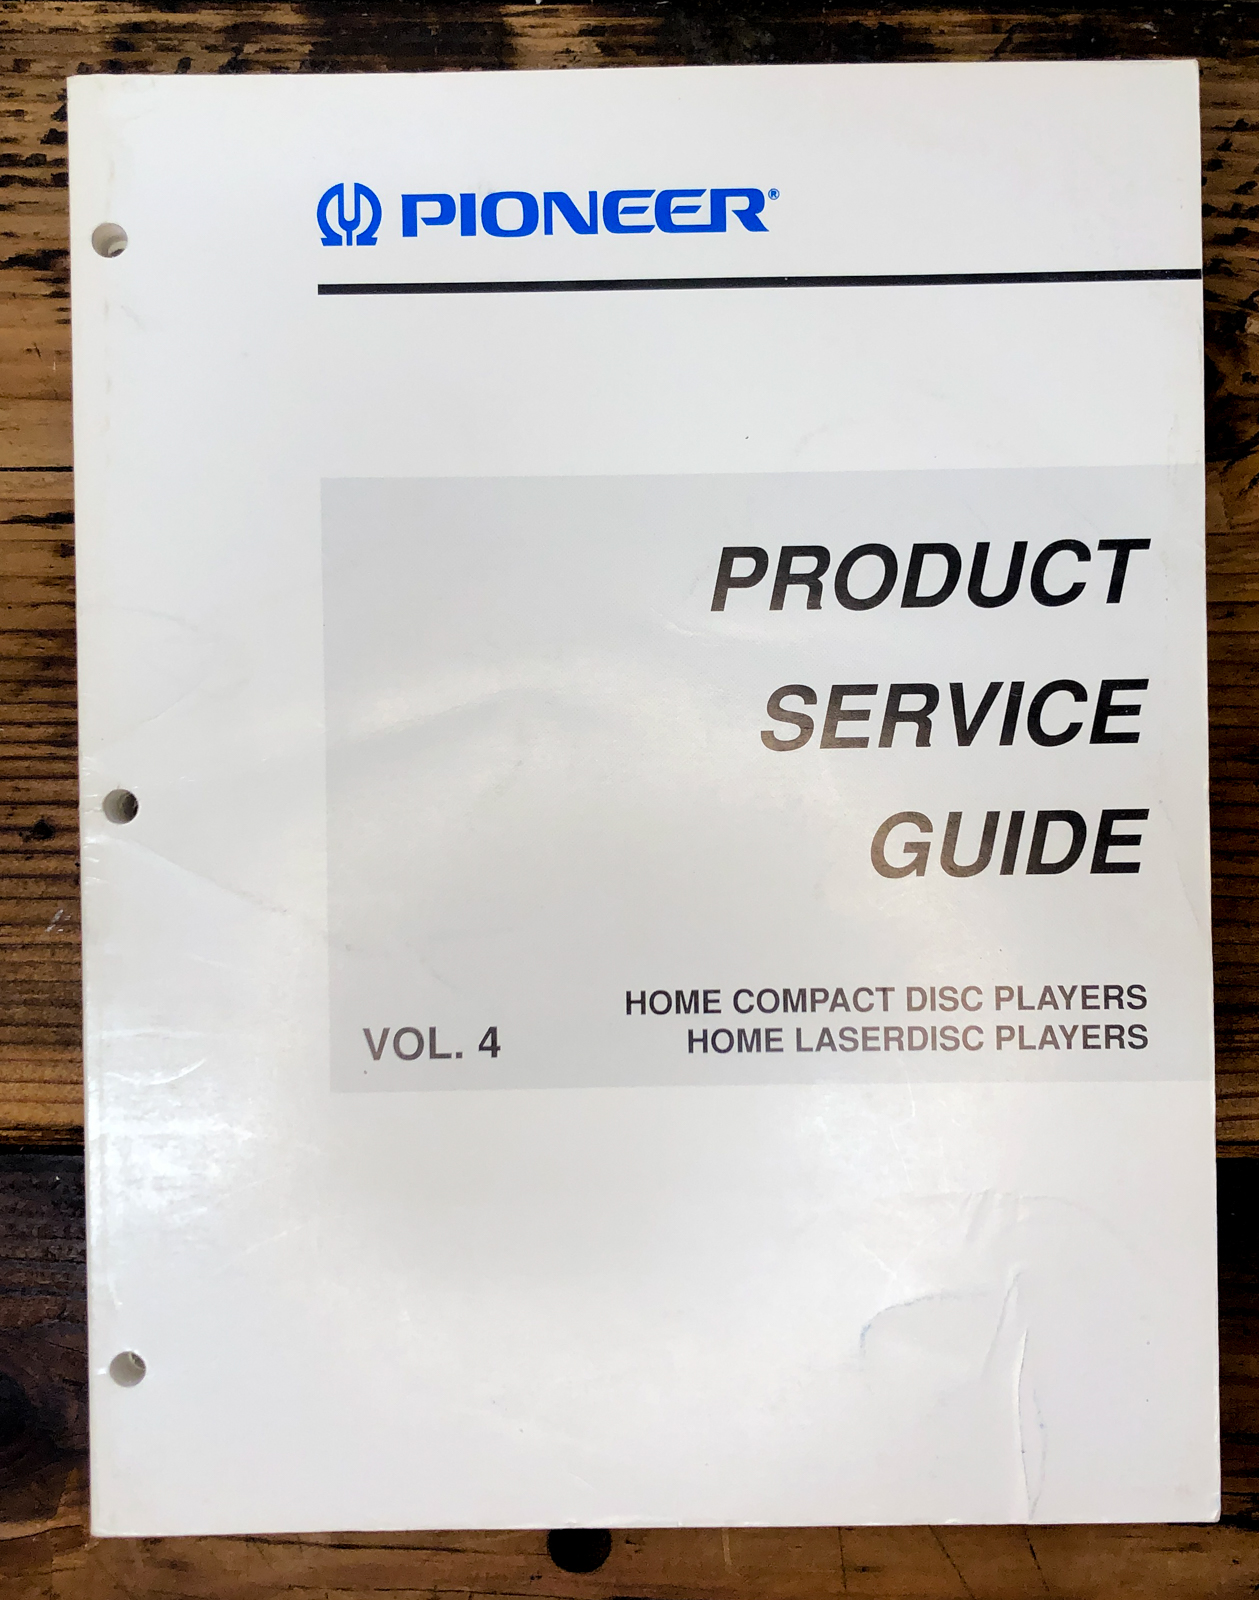 PIONEER®
PRODUCT
SERVICE
GUIDE
HOME COMPACT DISC PLAYERS
VOL. 4 HOME LASERDISC PLAYERS